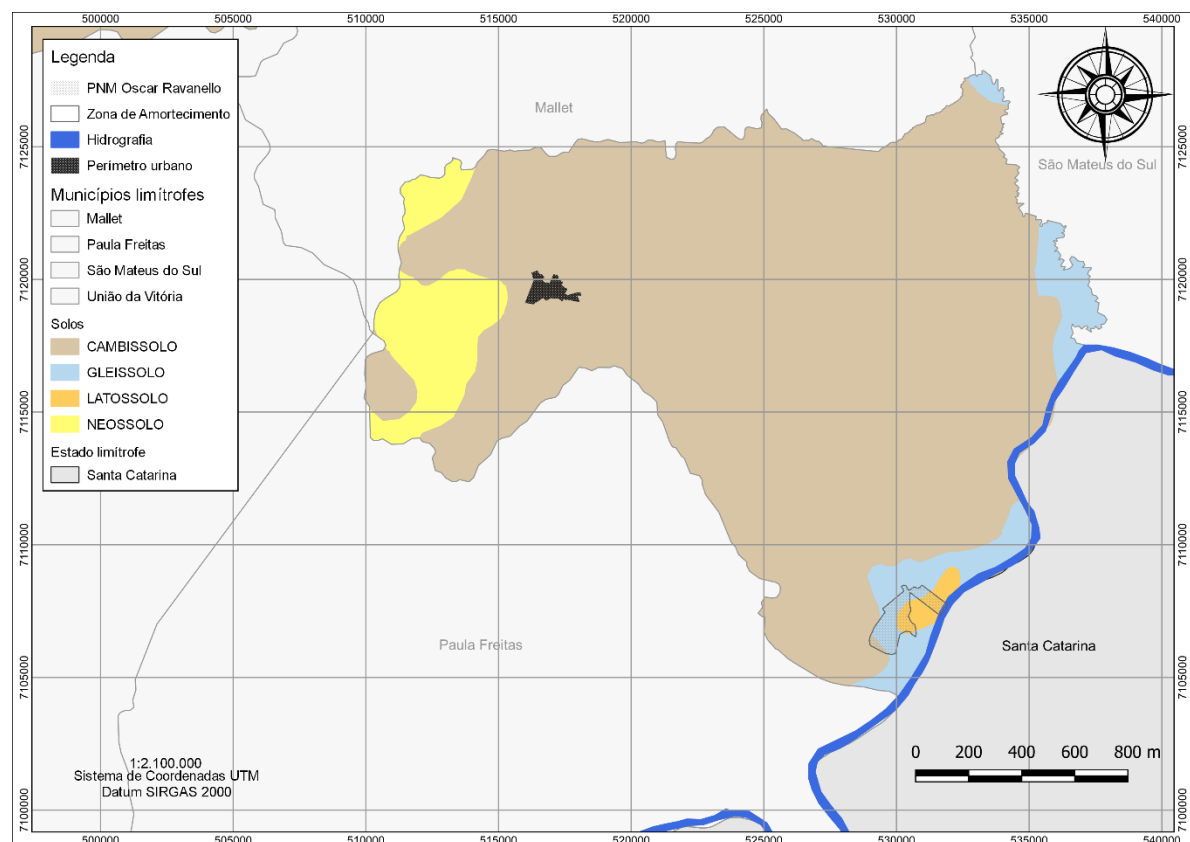 500000 505000 510000 515000 520000 525000 530000 535000 540000
Legenda
PNM Oscar Ravanello
Zona de Amortecimento
Hidrografia
Perímetro urbano
Municípios limítrofes
Mallet
Paula Freitas
São Mateus do Sul
União da Vitória
Solos
CAMBISSOLO
GLEISSOLO
LATOSSOLO
NEOSSOLO
Estado limítrofe
Santa Catarina
Mallet
São Mateus do Sul
Paula Freitas
Santa Catarina
7125000
7120000
7115000
7110000
7105000
7100000
7125000
7120000
7115000
7110000
7105000
7100000
1:2.100.000
Sistema de Coordenadas UTM
Datum SIRGAS 2000
0 200 400 600 800 m
500000 505000 510000 515000 520000 525000 530000 535000 540000